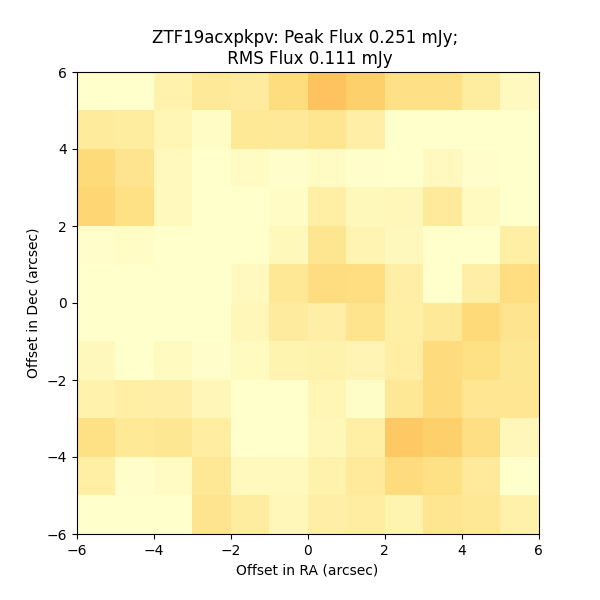 ZTF19acxpkpv: Peak Flux 0.251 mJy;
RMS Flux 0.111 mJy
6
4
2
0
−2
−4
−6
Offset in Dec (arcsec)
−6 −4 −2 0 2 4 6
Offset in RA (arcsec)